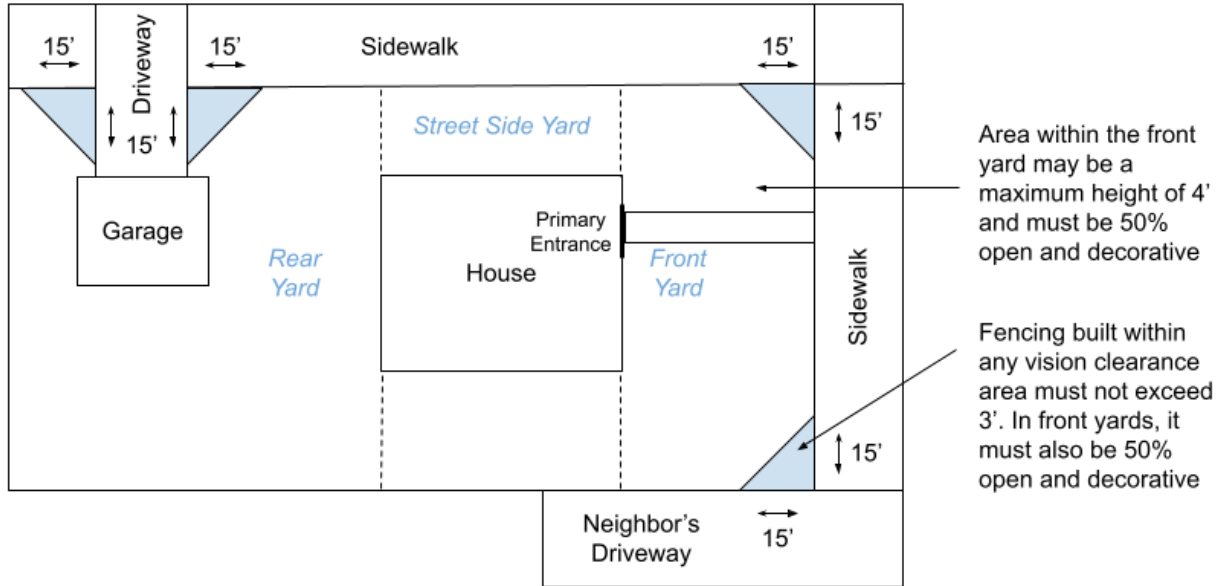 15’
15’
Sidewalk
15’
Driveway
15’
Street Side Yard
15’
Area within the front
yard may be a
maximum height of 4’
and must be 50%
open and decorative
Garage
Primary
Entrance
House
Rear
Yard
Front
Yard
Sidewalk
Fencing built within
any vision clearance
area must not exceed
3’. In front yards, it
must also be 50%
open and decorative
15’
Neighbor’s
Driveway
15’